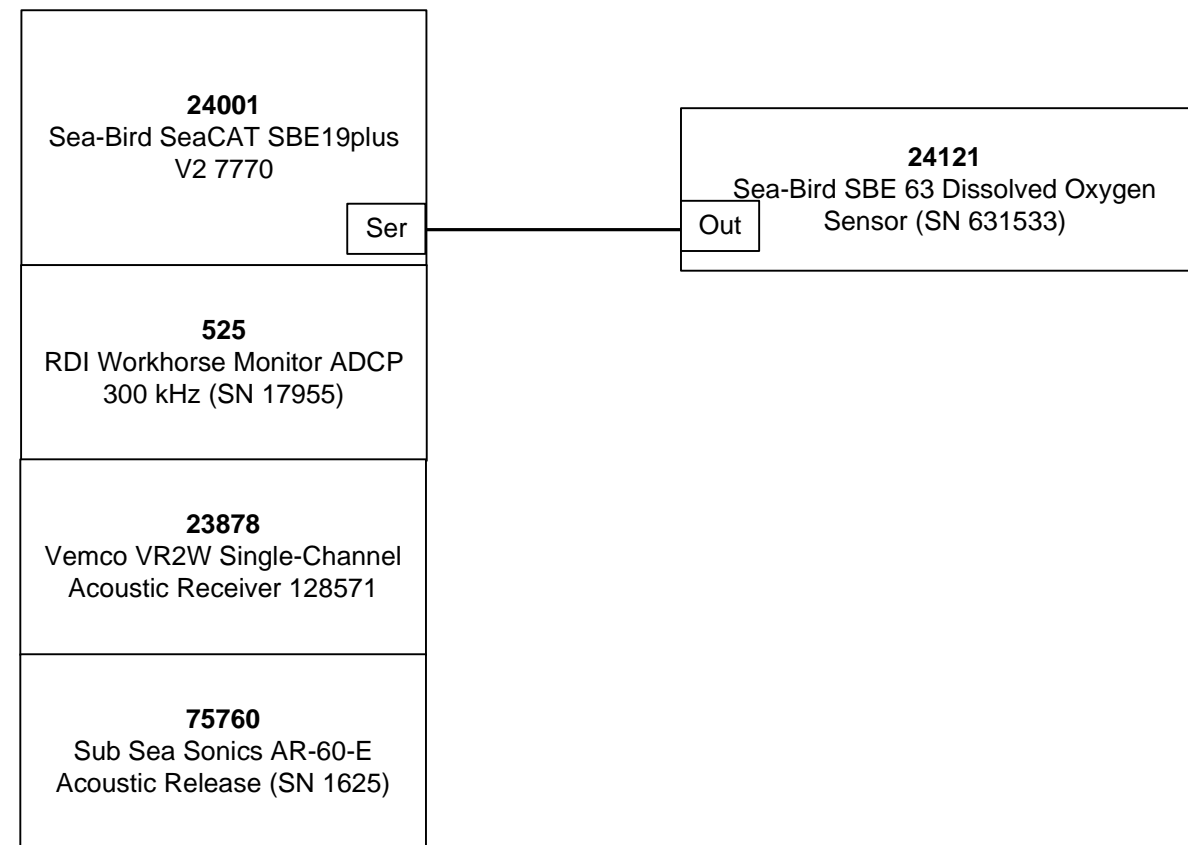 24001
Sea-Bird SeaCAT SBE19plus
V2 7770
Ser
24121
Sea-Bird SBE 63 Dissolved Oxygen
Sensor (SN 631533)
Out
525
RDI Workhorse Monitor ADCP
300 kHz (SN 17955)
23878
Vemco VR2W Single-Channel
Acoustic Receiver 128571
75760
Sub Sea Sonics AR-60-E
Acoustic Release (SN 1625)